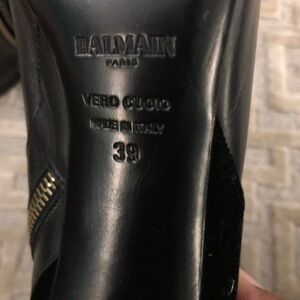 BALMAIN
PARIS
VERO CUOIO
MADE IN ITALY
39